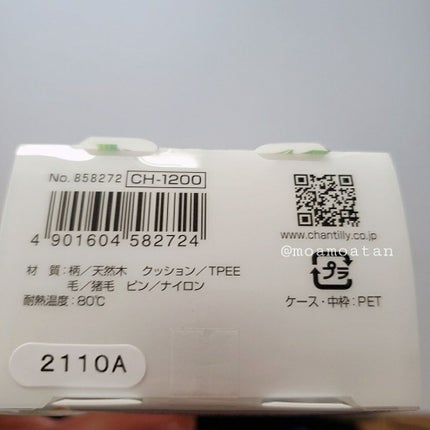 No. 858272 CH-1200
4 901604 582724
www.chantilly.co.jp
@moamoatan
材 質：柄／天然木 クッション／TPEE
毛／猪毛 ピン／ナイロン
耐熱温度：80℃
プラ
ケース・中枠：PET
2110A